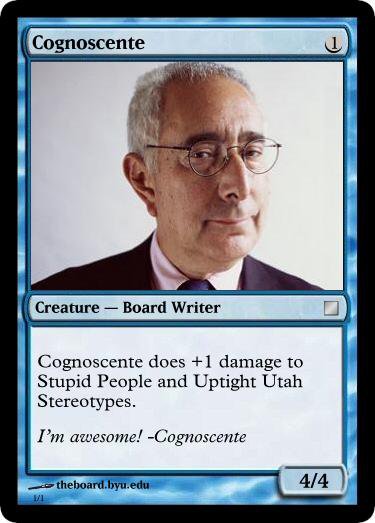 Cognoscente 1
Creature — Board Writer
Cognoscente does +1 damage to
Stupid People and Uptight Utah
Stereotypes.
I'm awesome! -Cognoscente
4/4
theboard.byu.edu
1/1